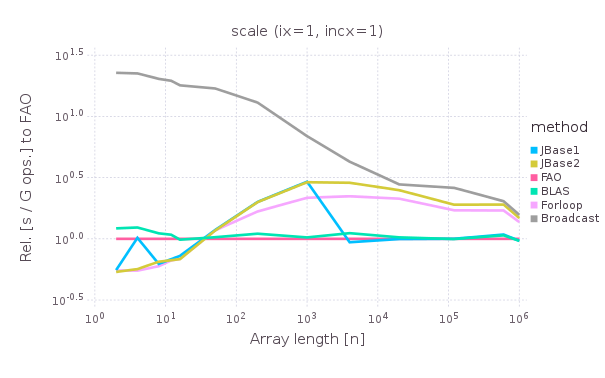 scale (ix=1, incx=1)
Rel. [s / G ops.] to FAO
10^1.5
10^1.0
10^0.5
10^0.0
10^-0.5
10^0 10^1 10^2 10^3 10^4 10^5 10^6
Array length [n]
method
JBase1
JBase2
FAO
BLAS
Forloop
Broadcast